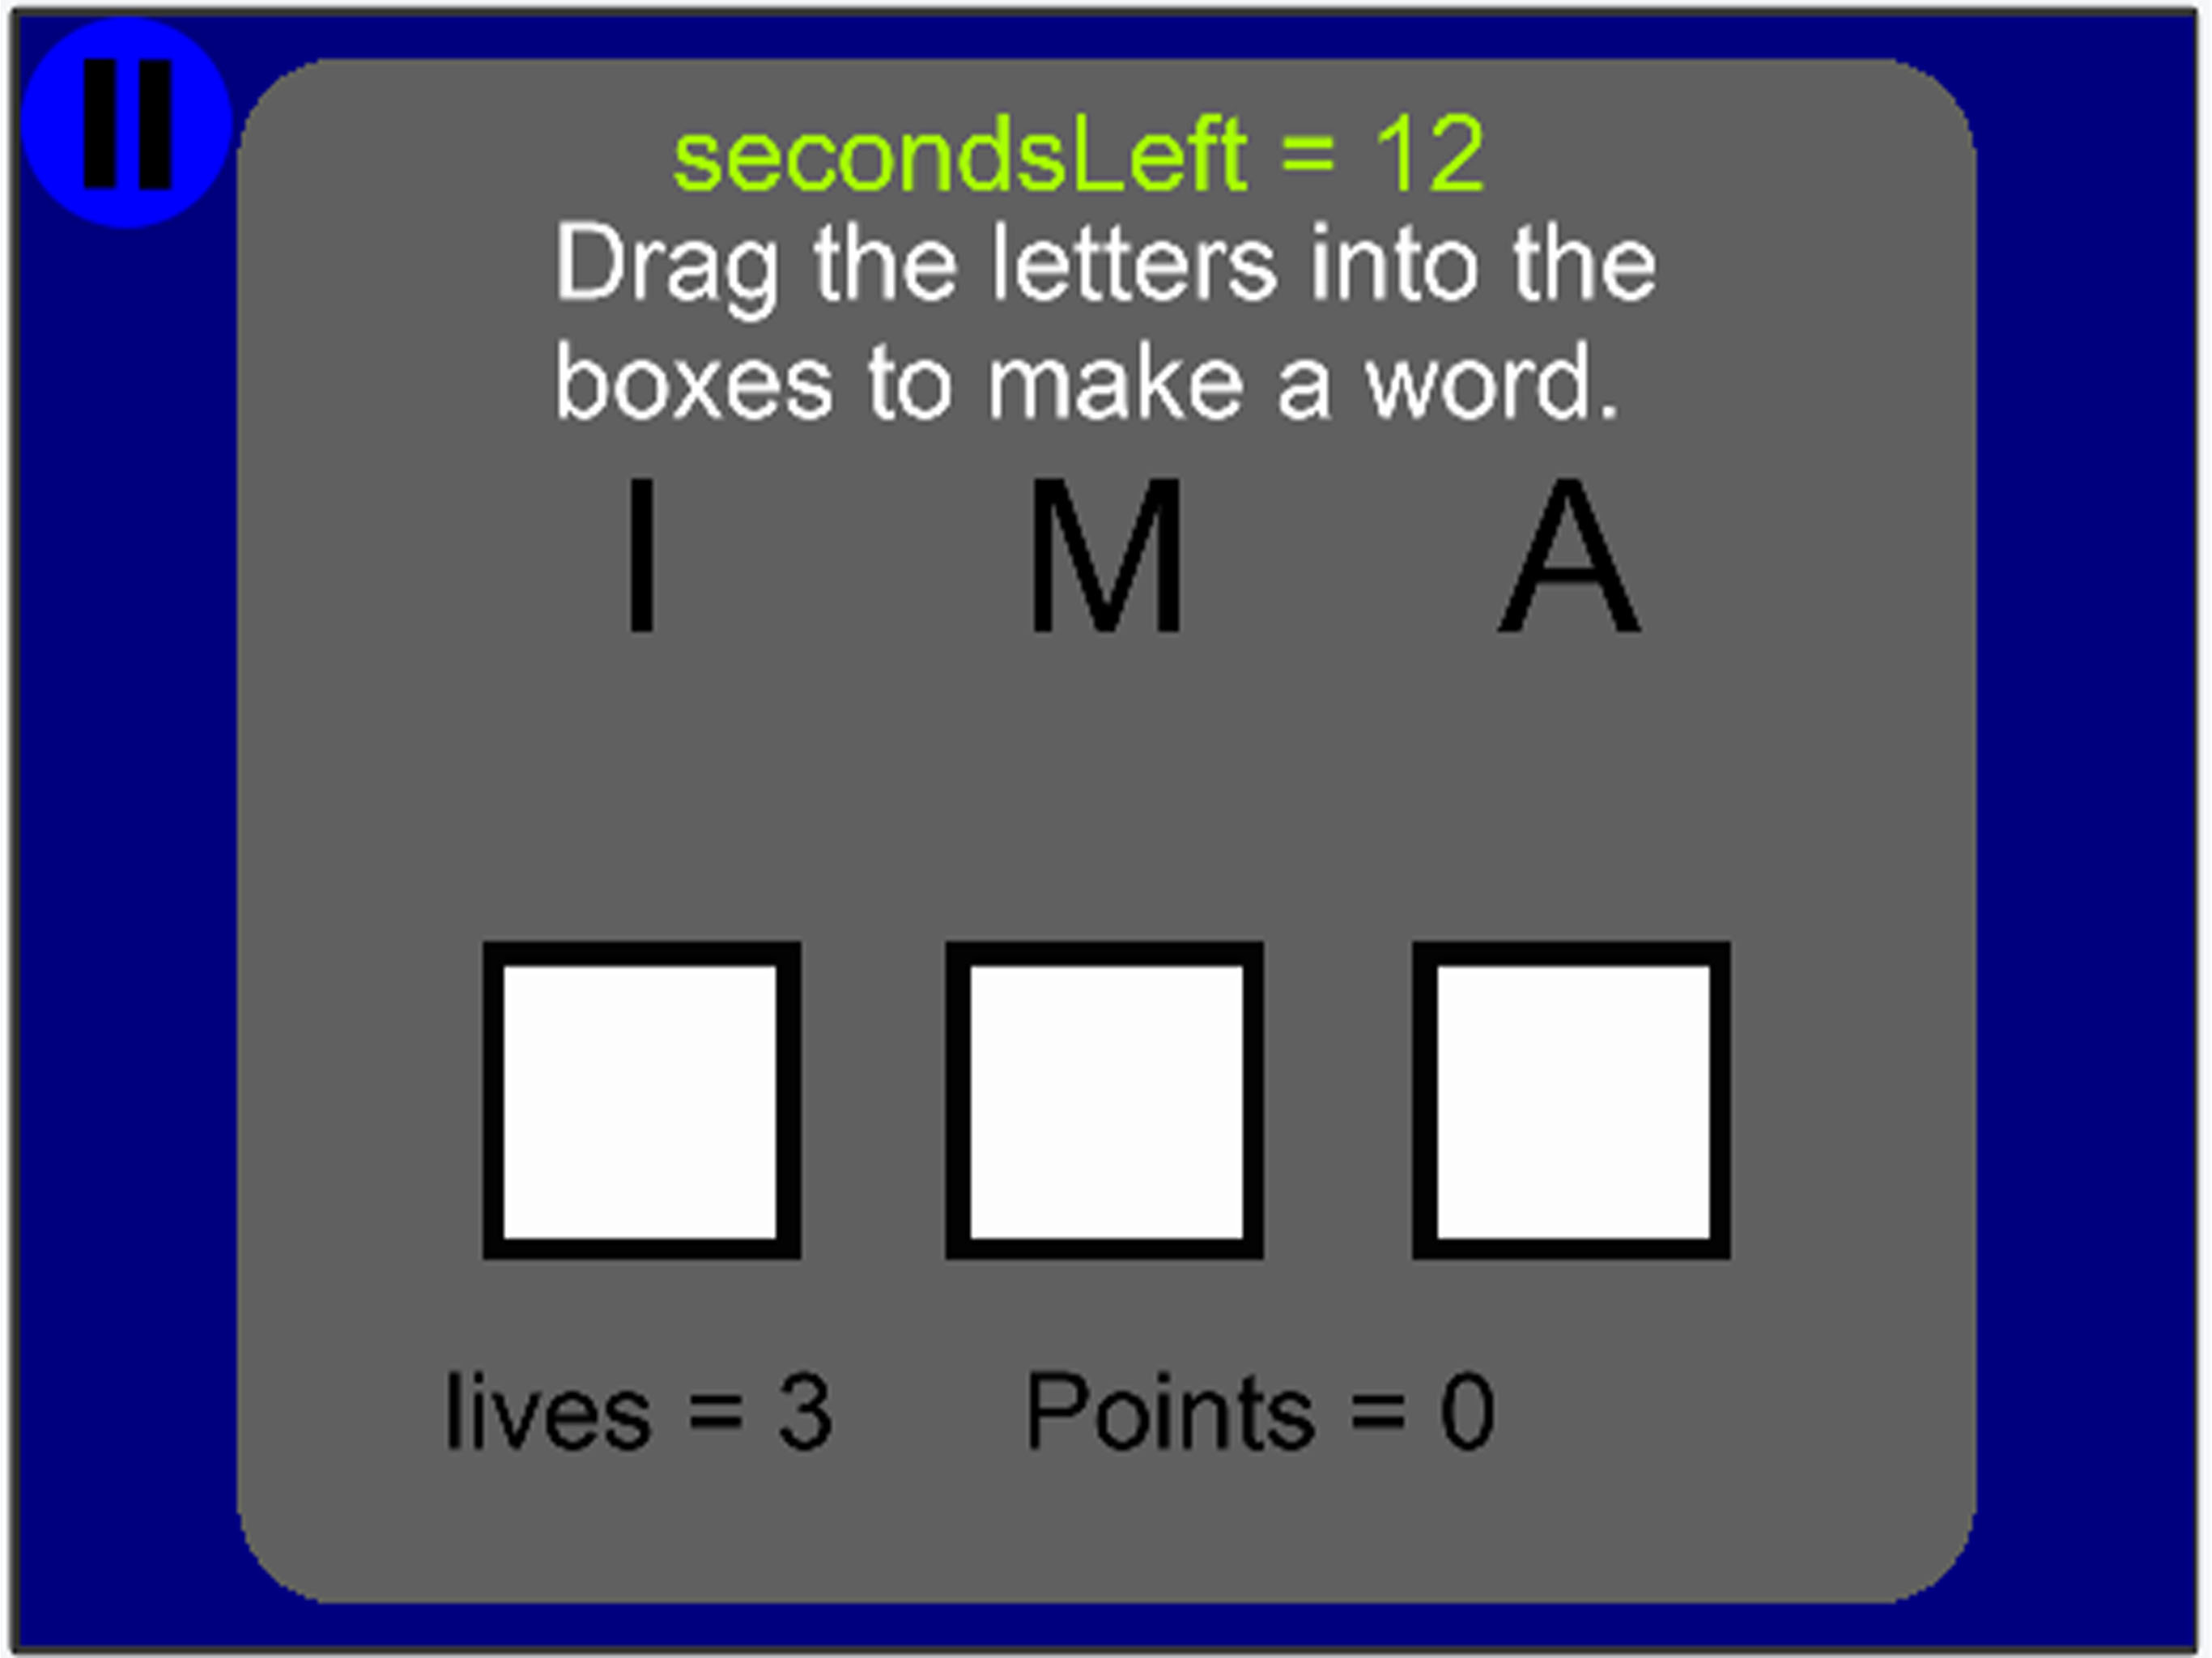 secondsLeft = 12
Drag the letters into the
boxes to make a word.
I M A
lives = 3 Points = 0